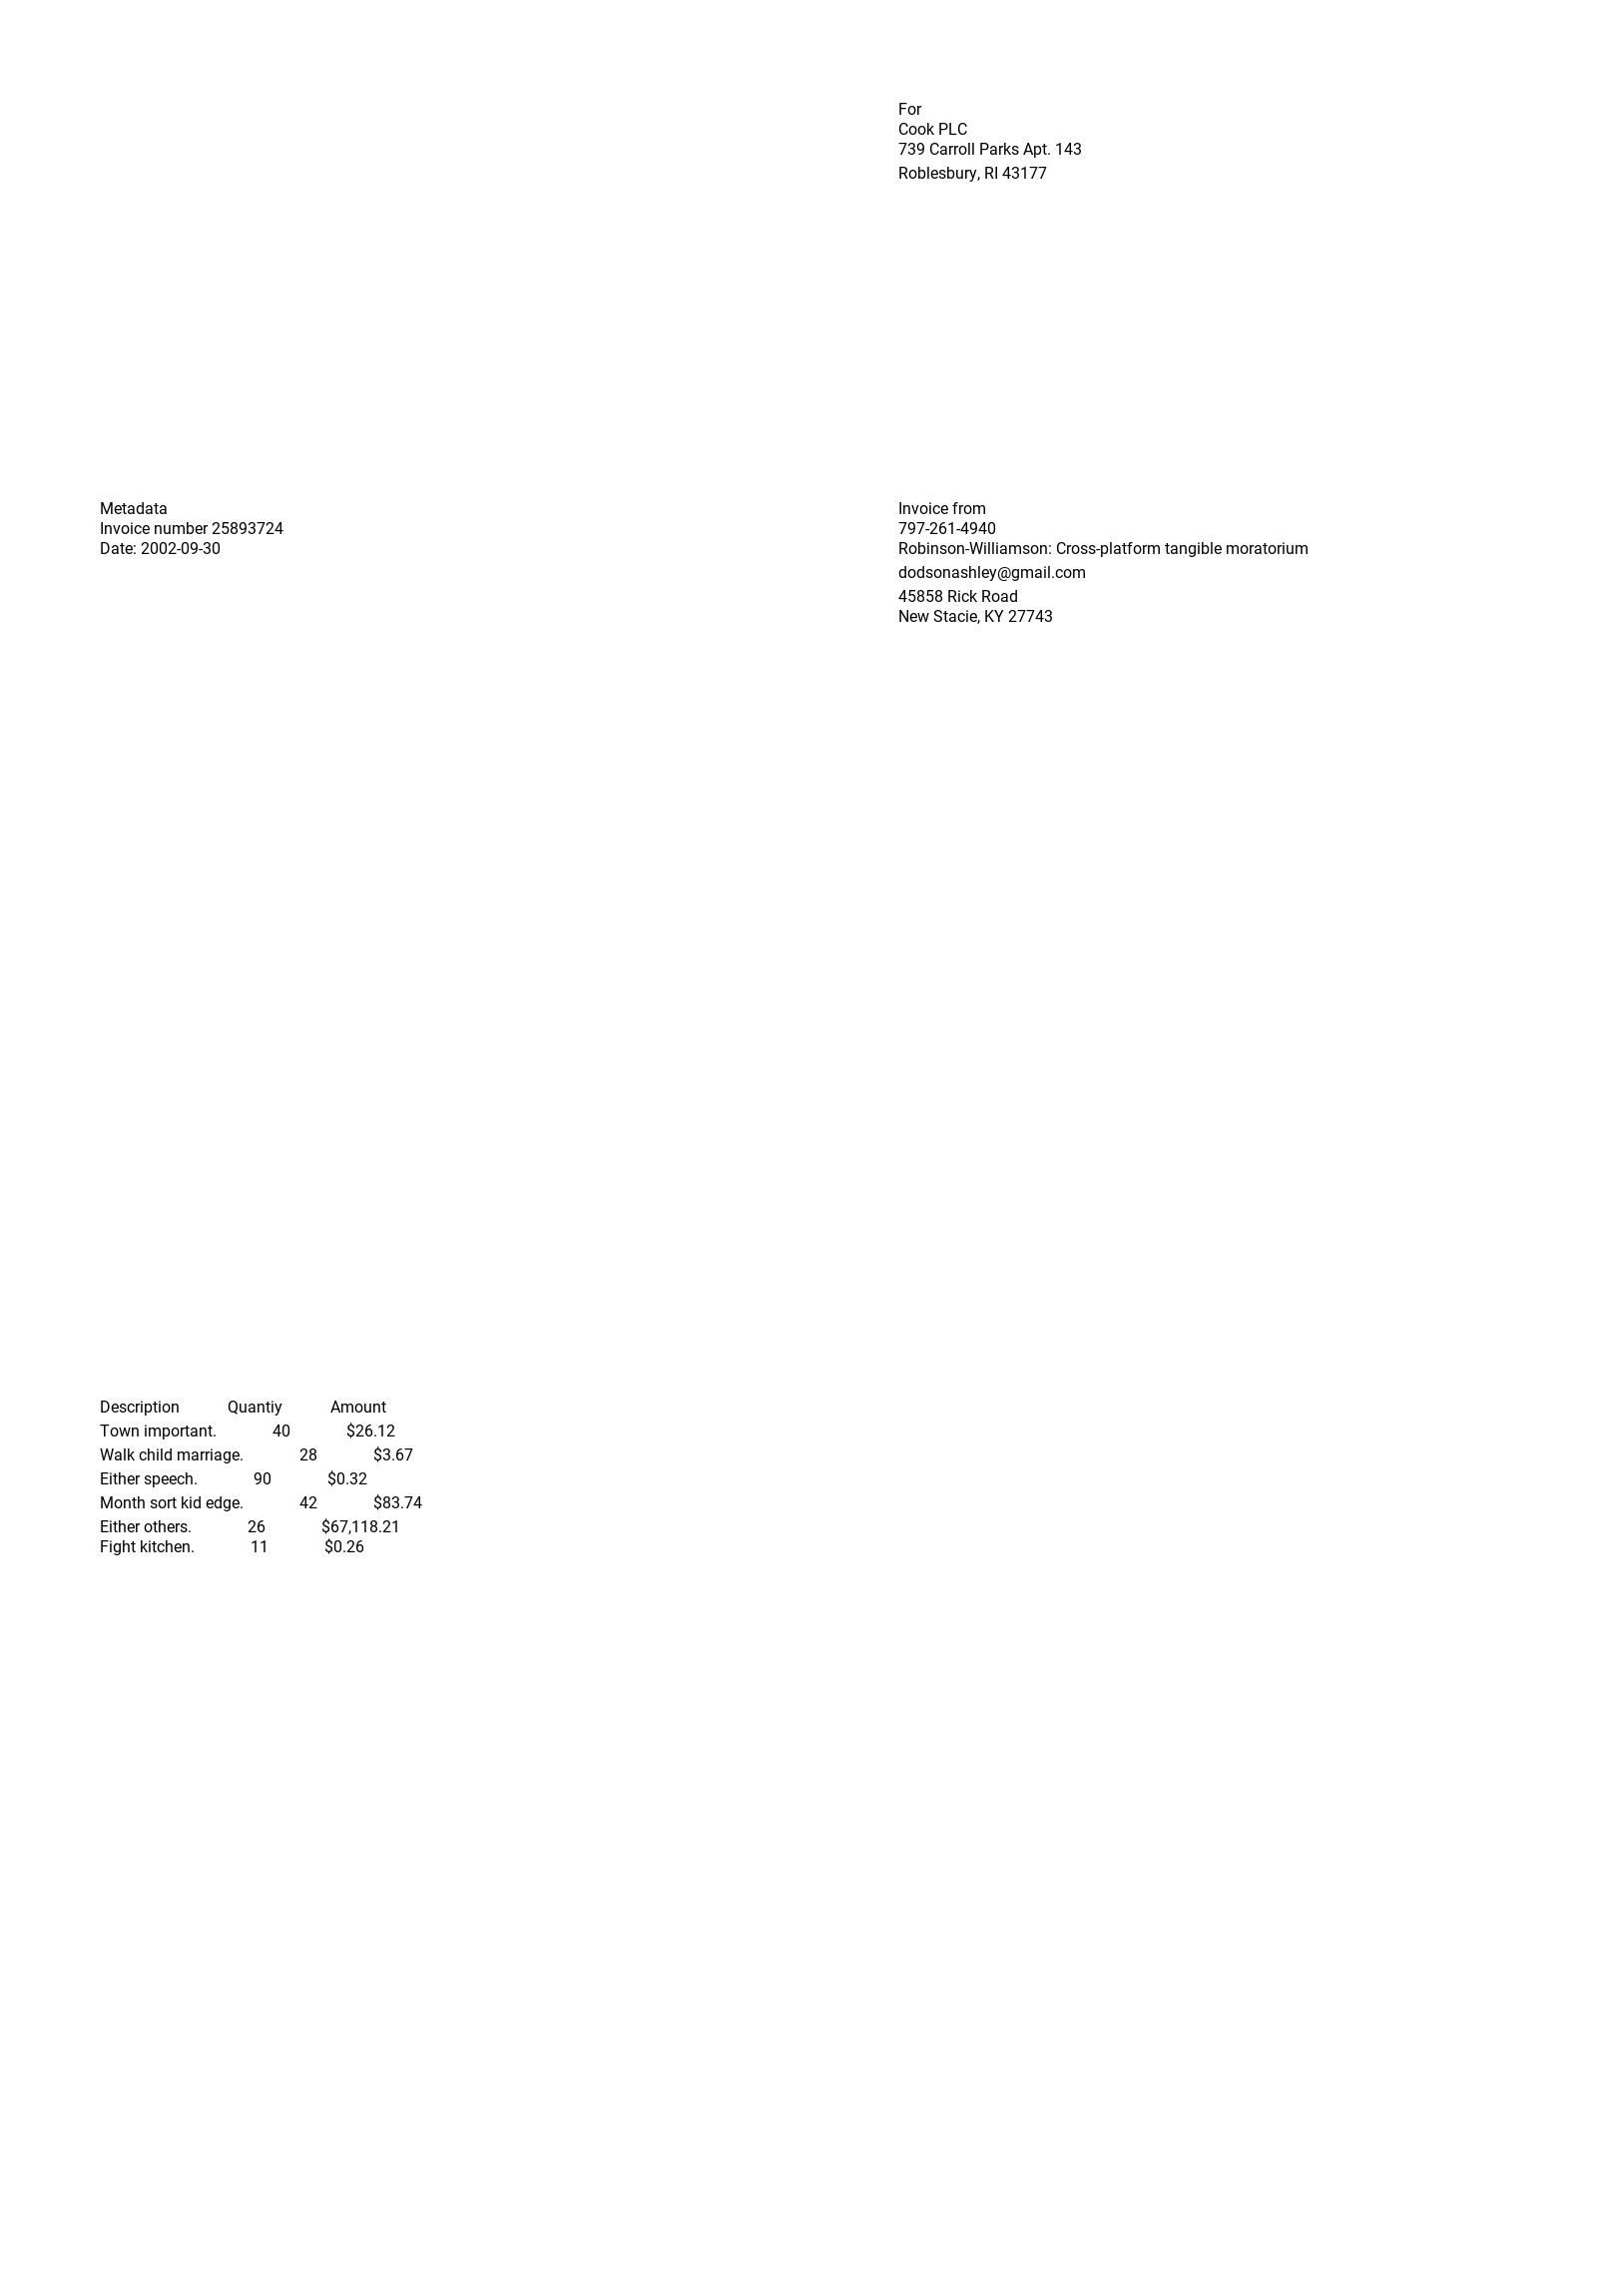 For
Cook PLC
739 Carroll Parks Apt. 143
Roblesbury, RI 43177
Metadata
Invoice number 25893724
Date: 2002-09-30
Invoice from
797-261-4940
Robinson-Williamson: Cross-platform tangible moratorium
dodsonashley@gmail.com
45858 Rick Road
New Stacie, KY 27743
Description Quantiy Amount
Town important. 40 $26.12
Walk child marriage. 28 $3.67
Either speech. 90 $0.32
Month sort kid edge. 42 $83.74
Either others. 26 $67,118.21
Fight kitchen. 11 $0.26